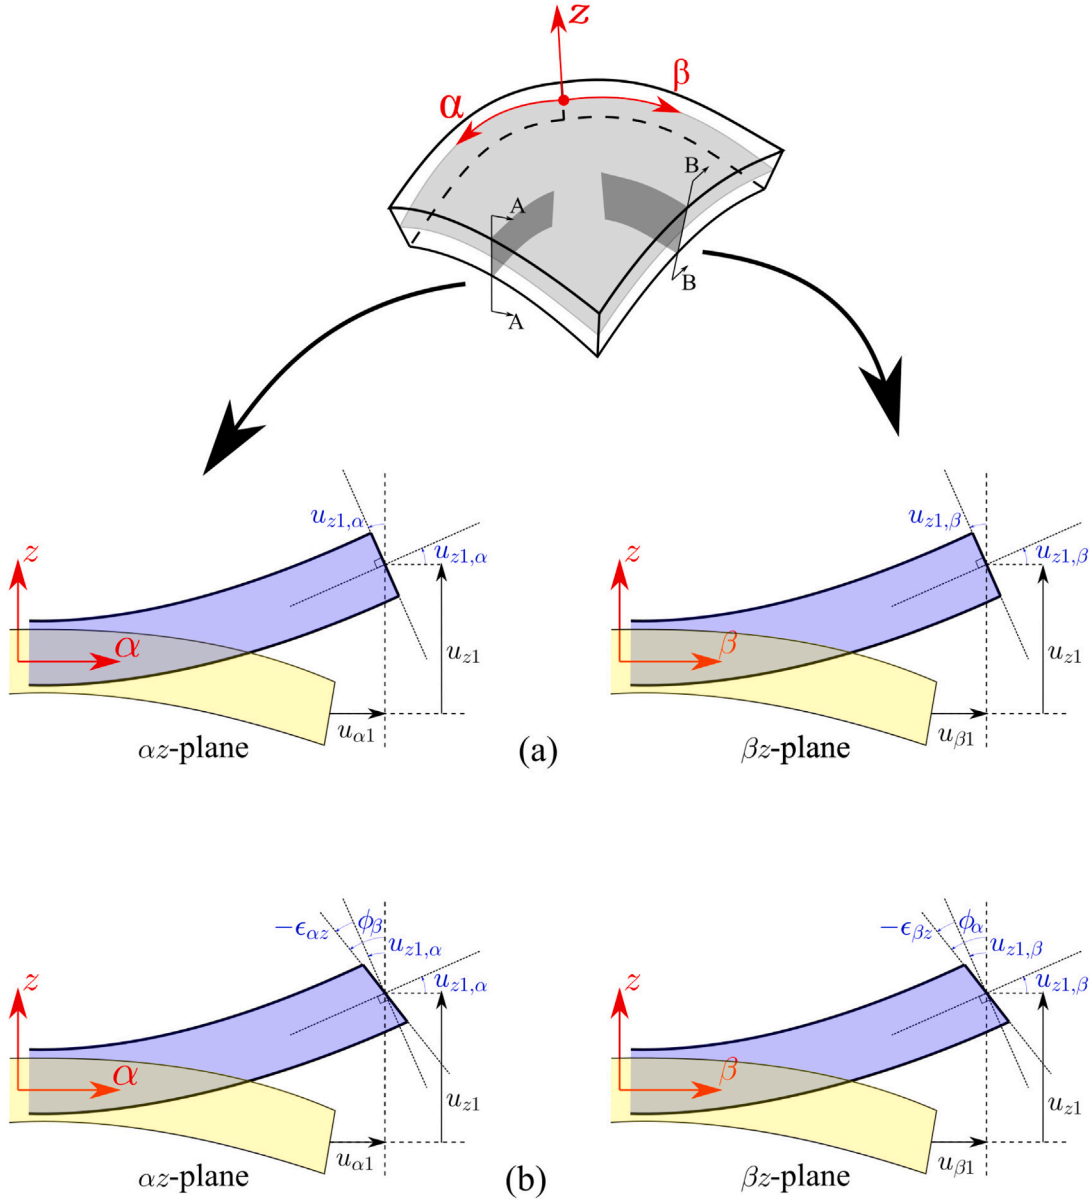 z
α
β
A
B
A
B
u_{z1,α}
u_{z1,α}
z
α
u_{z1}
u_{α1}
αz-plane
(a)
u_{z1,β}
u_{z1,β}
z
β
u_{z1}
u_{β1}
βz-plane
−ϵ_{αz}
ϕ_β
u_{z1,α}
u_{z1,α}
z
α
u_{z1}
u_{α1}
αz-plane
(b)
−ϵ_{βz}
ϕ_α
u_{z1,β}
u_{z1,β}
z
β
u_{z1}
u_{β1}
βz-plane